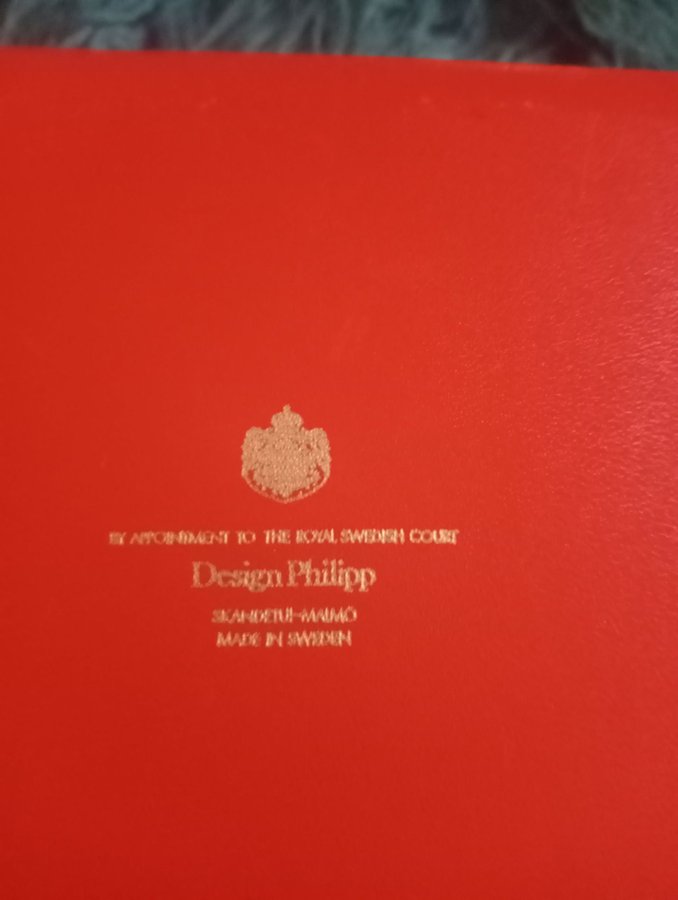 BY APPOINTMENT TO THE ROYAL SWEDISH COURT
Design Philipp
SKANDETUI-MALMÖ
MADE IN SWEDEN